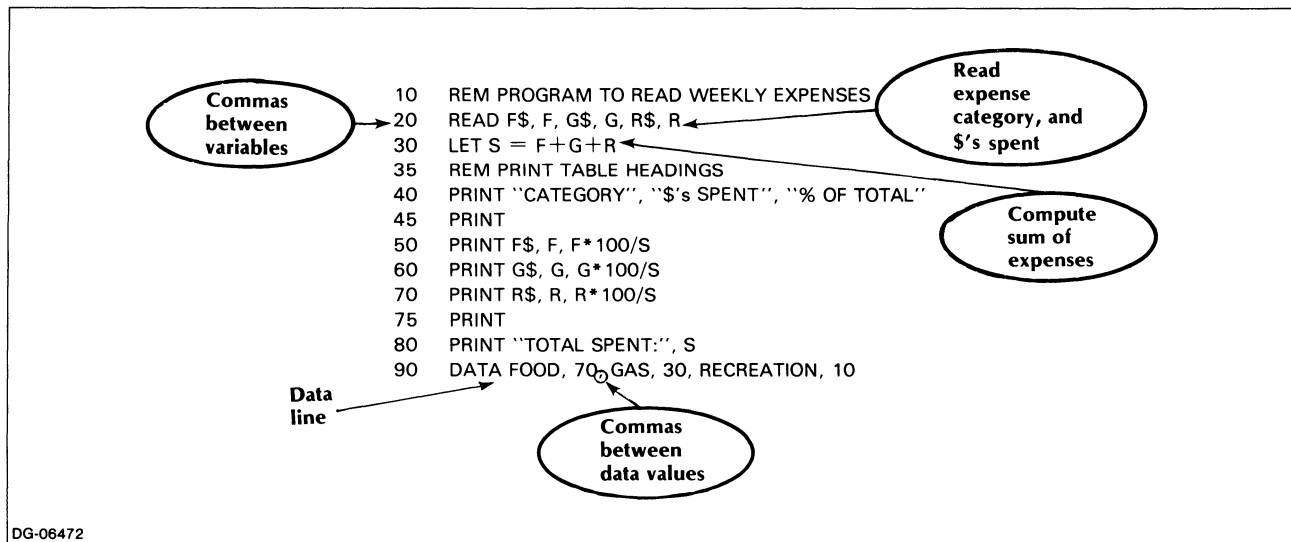 10 REM PROGRAM TO READ WEEKLY EXPENSES
20 READ F$, F, G$, G, R$, R
30 LET S = F+G+R
35 REM PRINT TABLE HEADINGS
40 PRINT ``CATEGORY'', ``$'s SPENT'', ``% OF TOTAL''
45 PRINT
50 PRINT F$, F, F*100/S
60 PRINT G$, G, G*100/S
70 PRINT R$, R, R*100/S
75 PRINT
80 PRINT ``TOTAL SPENT:'', S
90 DATA FOOD, 70, GAS, 30, RECREATION, 10
Commas
between
variables
Read
expense
category, and
$'s spent
Compute
sum of
expenses
Data
line
Commas
between
data values
DG-06472